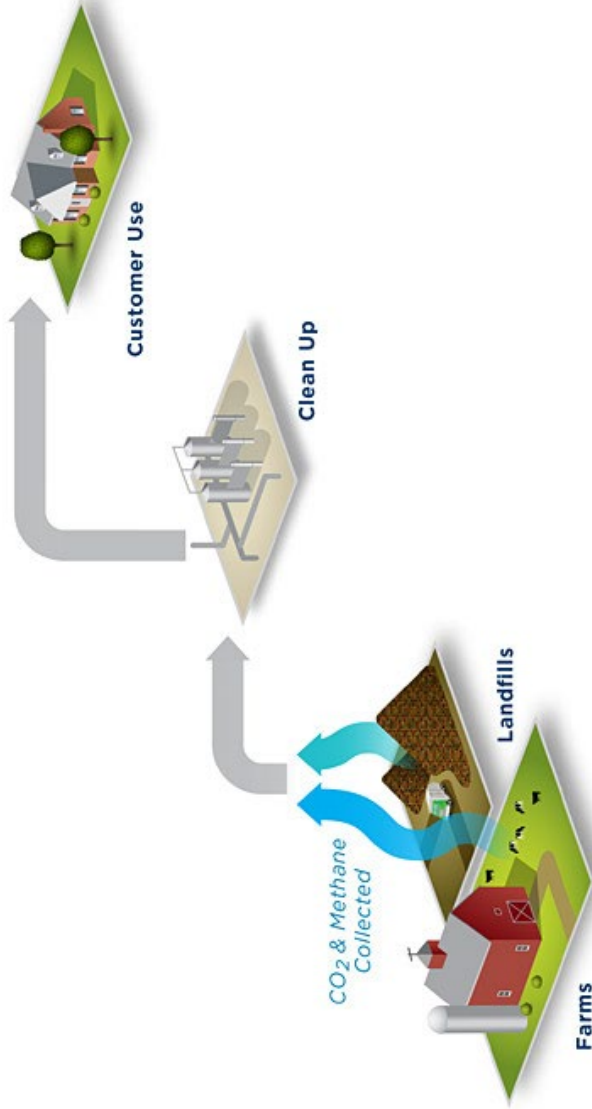 CO₂ & Methane
Collected
Farms
Landfills
Clean Up
Customer Use